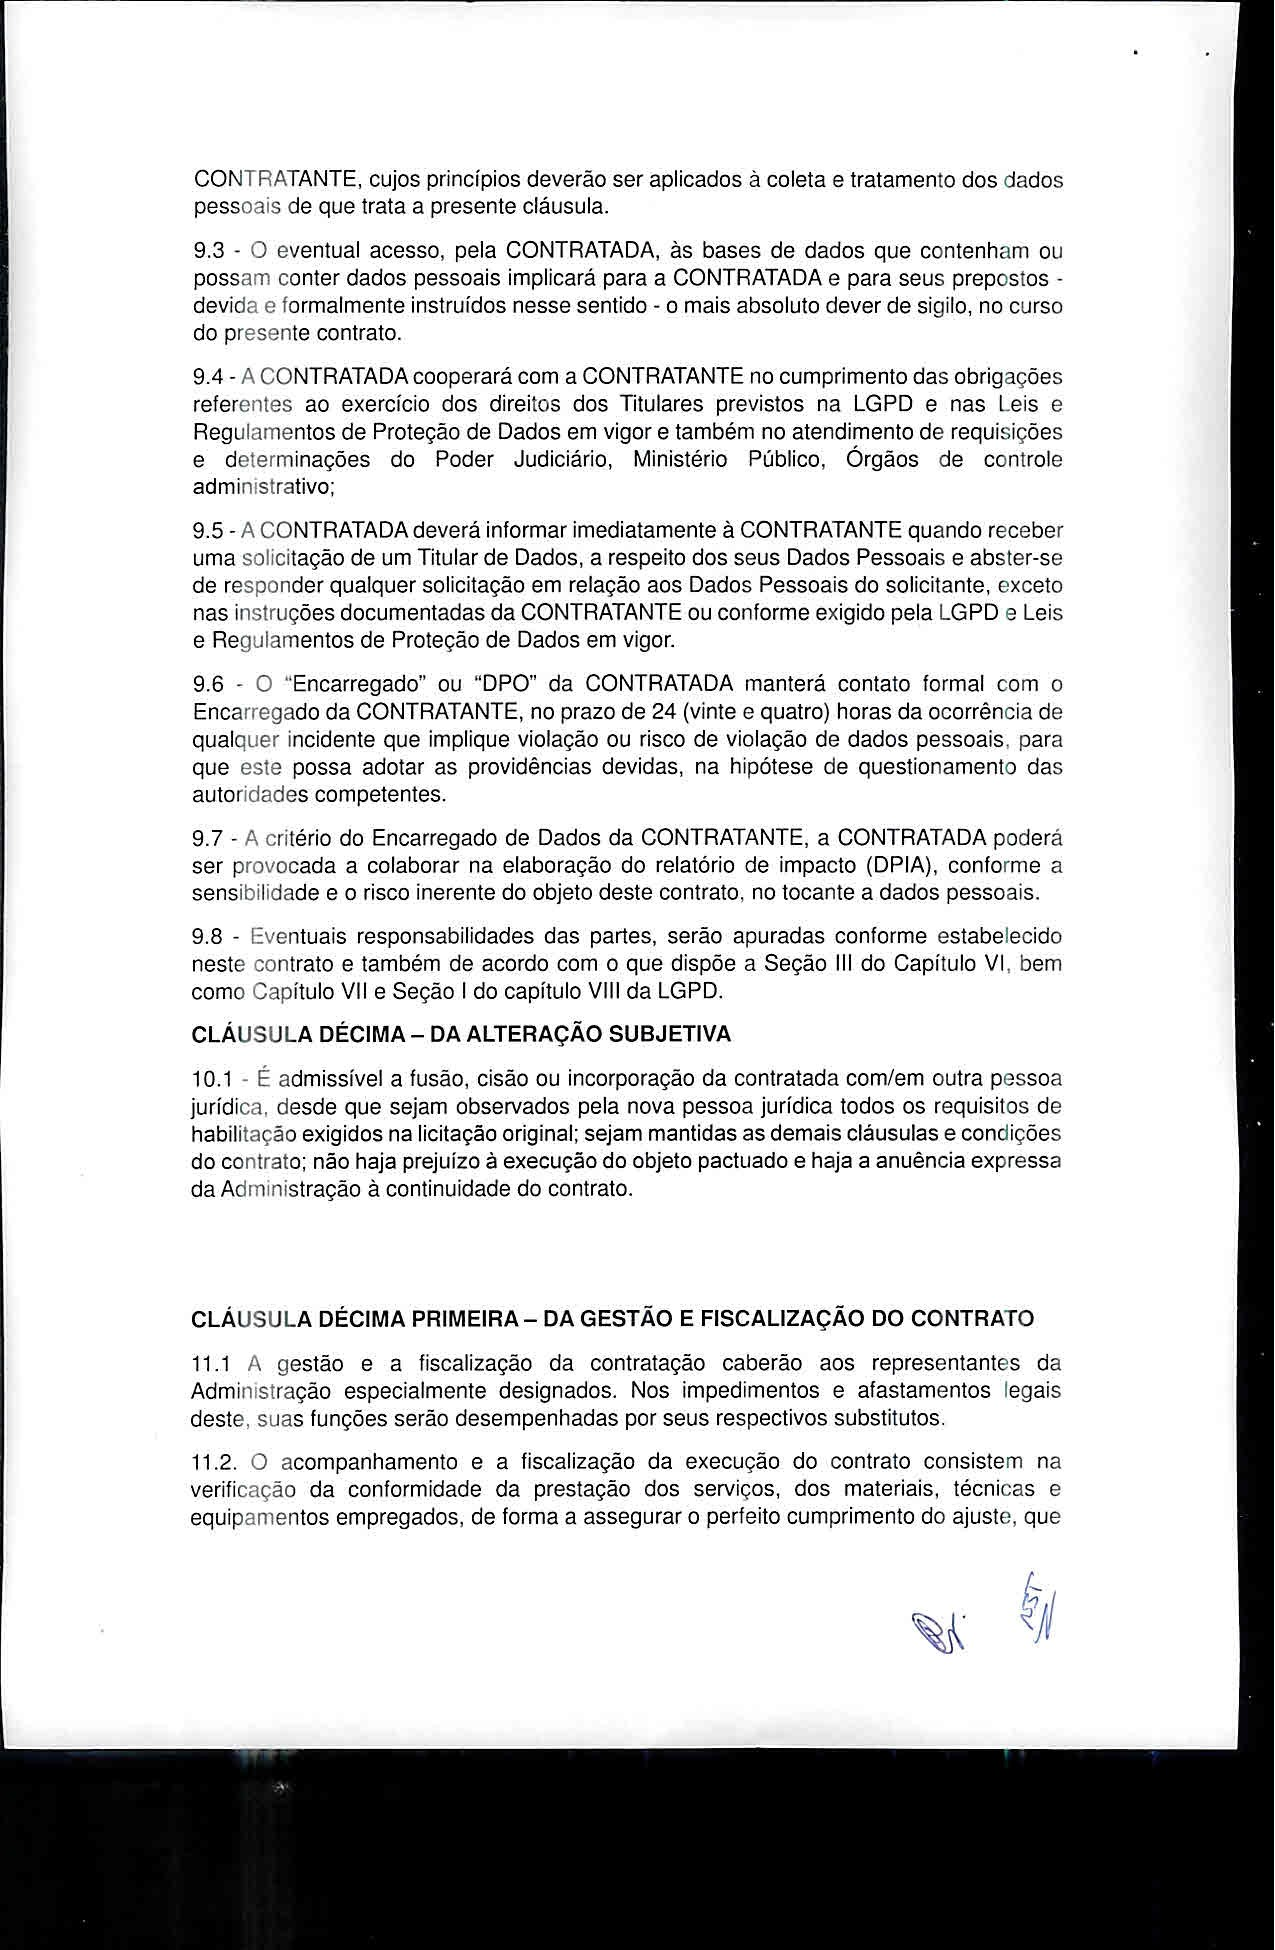 CONTRATANTE, cujos princípios deverão ser aplicados à coleta e tratamento dos dados
pessoais de que trata a presente cláusula.
9.3 - O eventual acesso, pela CONTRATADA, às bases de dados que contenham ou
possam conter dados pessoais implicará para a CONTRATADA e para seus prepostos -
devida e formalmente instruídos nesse sentido - o mais absoluto dever de sigilo, no curso
do presente contrato.
9.4 - A CONTRATADA cooperará com a CONTRATANTE no cumprimento das obrigações
referentes ao exercício dos direitos dos Titulares previstos na LGPD e nas Leis e
Regulamentos de Proteção de Dados em vigor e também no atendimento de requisições
e determinações do Poder Judiciário, Ministério Público, Órgãos de controle
administrativo;
9.5 - A CONTRATADA deverá informar imediatamente à CONTRATANTE quando receber
uma solicitação de um Titular de Dados, a respeito dos seus Dados Pessoais e abster-se
de responder qualquer solicitação em relação aos Dados Pessoais do solicitante, exceto
nas instruções documentadas da CONTRATANTE ou conforme exigido pela LGPD e Leis
e Regulamentos de Proteção de Dados em vigor.
9.6 - O “Encarregado” ou “DPO” da CONTRATADA manterá contato formal com o
Encarregado da CONTRATANTE, no prazo de 24 (vinte e quatro) horas da ocorrência de
qualquer incidente que implique violação ou risco de violação de dados pessoais, para
que este possa adotar as providências devidas, na hipótese de questionamento das
autoridades competentes.
9.7 - A critério do Encarregado de Dados da CONTRATANTE, a CONTRATADA poderá
ser provocada a colaborar na elaboração do relatório de impacto (DPIA), conforme a
sensibilidade e o risco inerente do objeto deste contrato, no tocante a dados pessoais.
9.8 - Eventuais responsabilidades das partes, serão apuradas conforme estabelecido
neste contrato e também de acordo com o que dispõe a Seção III do Capítulo VI, bem
como Capítulo VII e Seção I do capítulo VIII da LGPD.
CLÁUSULA DÉCIMA – DA ALTERAÇÃO SUBJETIVA
10.1 - É admissível a fusão, cisão ou incorporação da contratada com/em outra pessoa
jurídica, desde que sejam observados pela nova pessoa jurídica todos os requisitos de
habilitação exigidos na licitação original; sejam mantidas as demais cláusulas e condições
do contrato; não haja prejuízo à execução do objeto pactuado e haja a anuência expressa
da Administração à continuidade do contrato.
CLÁUSULA DÉCIMA PRIMEIRA – DA GESTÃO E FISCALIZAÇÃO DO CONTRATO
11.1 A gestão e a fiscalização da contratação caberão aos representantes da
Administração especialmente designados. Nos impedimentos e afastamentos legais
deste, suas funções serão desempenhadas por seus respectivos substitutos.
11.2. O acompanhamento e a fiscalização da execução do contrato consistem na
verificação da conformidade da prestação dos serviços, dos materiais, técnicas e
equipamentos empregados, de forma a assegurar o perfeito cumprimento do ajuste, que